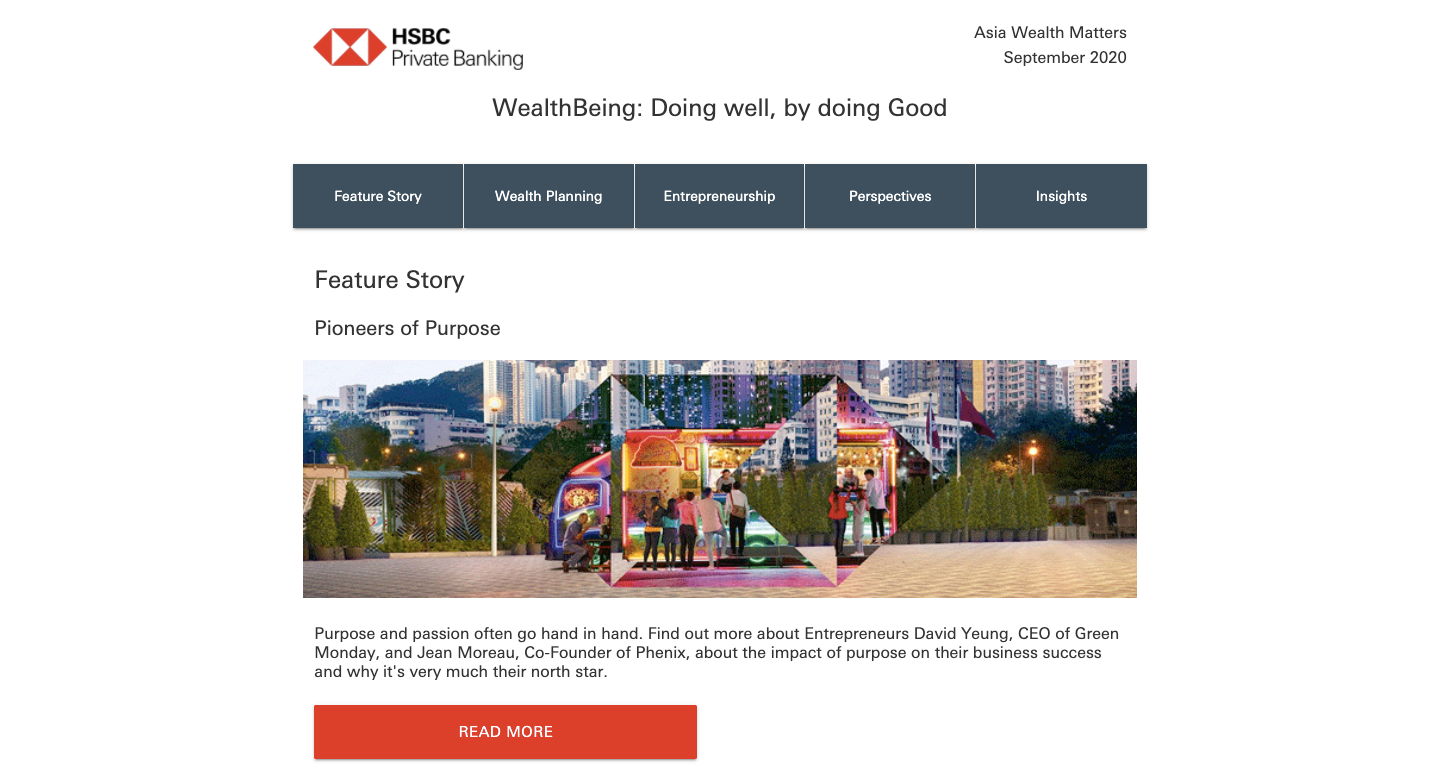 HSBC
Private Banking
Asia Wealth Matters
September 2020
WealthBeing: Doing well, by doing Good
Feature Story
Wealth Planning
Entrepreneurship
Perspectives
Insights
Feature Story
Pioneers of Purpose
Purpose and passion often go hand in hand. Find out more about Entrepreneurs David Yeung, CEO of Green
Monday, and Jean Moreau, Co-Founder of Phenix, about the impact of purpose on their business success
and why it's very much their north star.
READ MORE